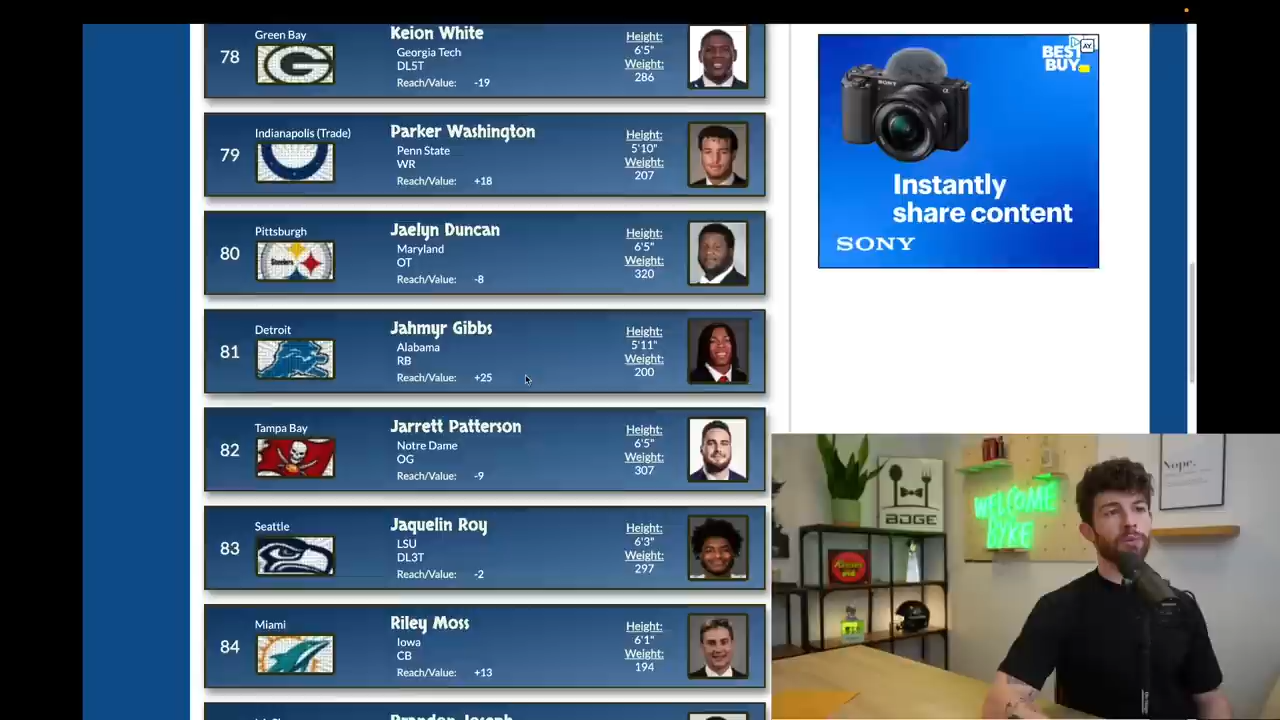 78
Green Bay
Keion White
Georgia Tech
DL5T
Reach/Value: -19
Height:
6'5"
Weight:
286
79
Indianapolis (Trade)
Parker Washington
Penn State
WR
Reach/Value: +18
Height:
5'10"
Weight:
207
80
Pittsburgh
Steelers
Jaelyn Duncan
Maryland
OT
Reach/Value: -8
Height:
6'5"
Weight:
320
81
Detroit
Jahmyr Gibbs
Alabama
RB
Reach/Value: +25
Height:
5'11"
Weight:
200
82
Tampa Bay
Jarrett Patterson
Notre Dame
OG
Reach/Value: -9
Height:
6'5"
Weight:
307
83
Seattle
Jaquelin Roy
LSU
DL3T
Reach/Value: -2
Height:
6'3"
Weight:
297
84
Miami
Riley Moss
Iowa
CB
Reach/Value: +13
Height:
6'1"
Weight:
194
Brandon Joseph
BEST
BUY
SONY
Instantly
share content
SONY
BDGE
WELCOME
BYKE
Nope.